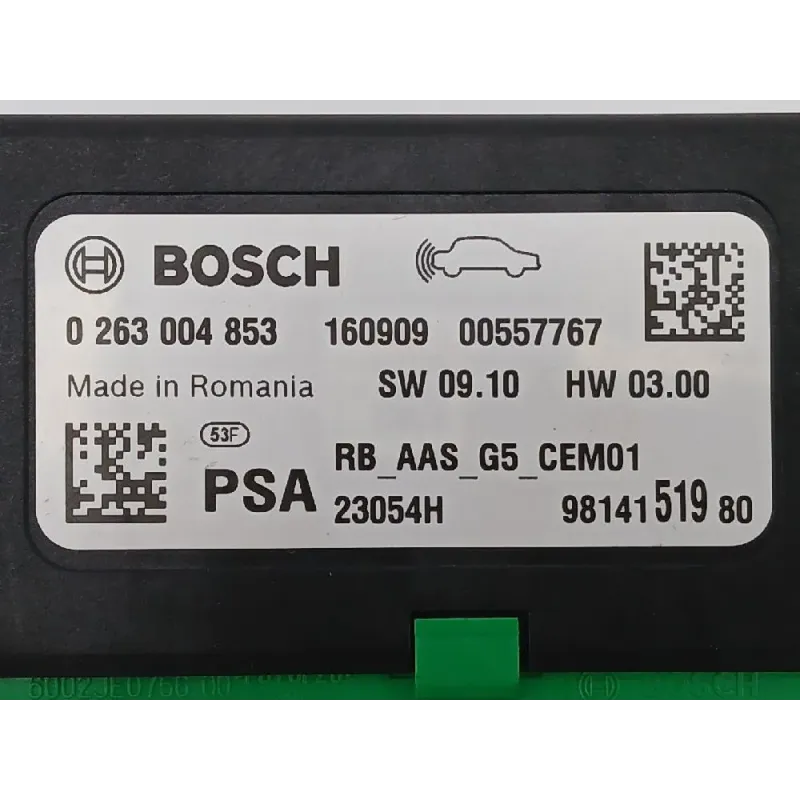 BOSCH
0 263 004 853 160909 00557767
Made in Romania SW 09.10 HW 03.00
53F
PSA RB_AAS_G5_CEM01
23054H 98141 519 80
BOSCH